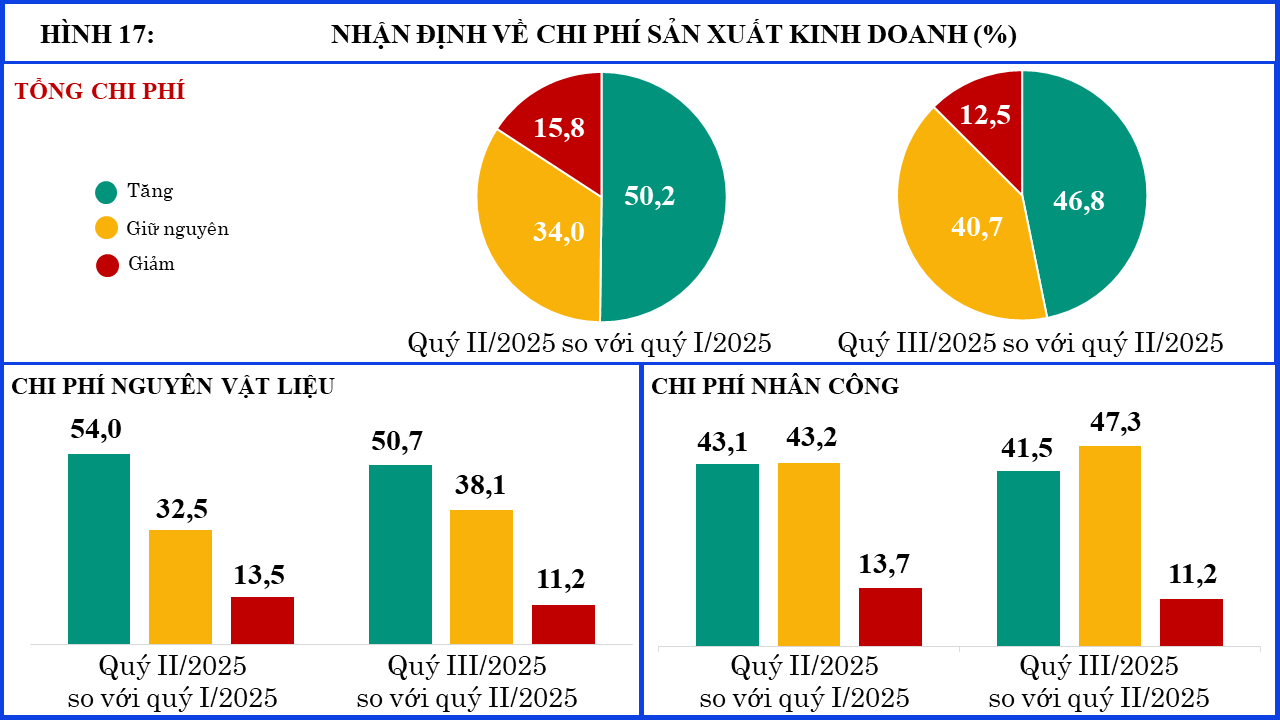 HÌNH 17: NHẬN ĐỊNH VỀ CHI PHÍ SẢN XUẤT KINH DOANH (%)
TỔNG CHI PHÍ
Tăng
Giữ nguyên
Giảm
15,8
50,2
34,0
Quý II/2025 so với quý I/2025
12,5
46,8
40,7
Quý III/2025 so với quý II/2025
CHI PHÍ NGUYÊN VẬT LIỆU
54,0
32,5
13,5
50,7
38,1
11,2
Quý II/2025
so với quý I/2025
Quý III/2025
so với quý II/2025
CHI PHÍ NHÂN CÔNG
43,1
43,2
13,7
41,5
47,3
11,2
Quý II/2025
so với quý I/2025
Quý III/2025
so với quý II/2025